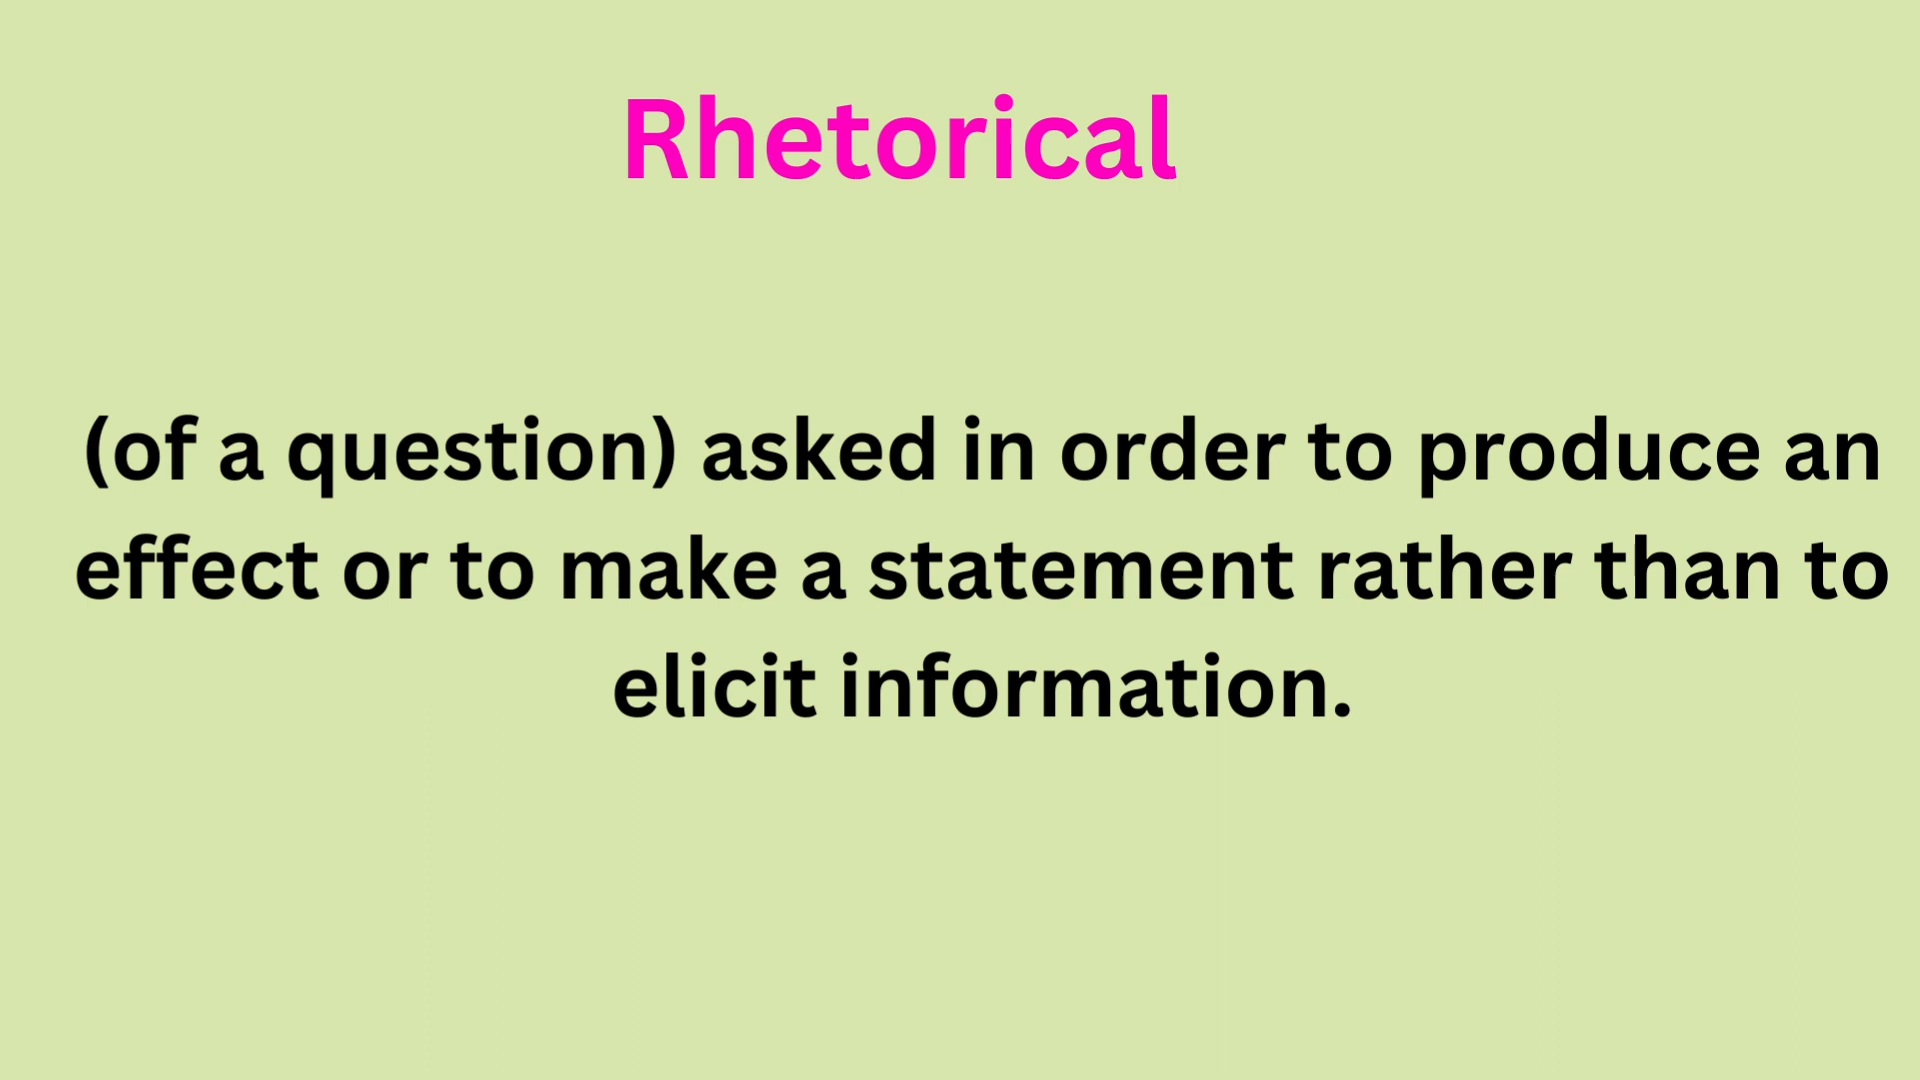 Rhetorical
(of a question) asked in order to produce an
effect or to make a statement rather than to
elicit information.